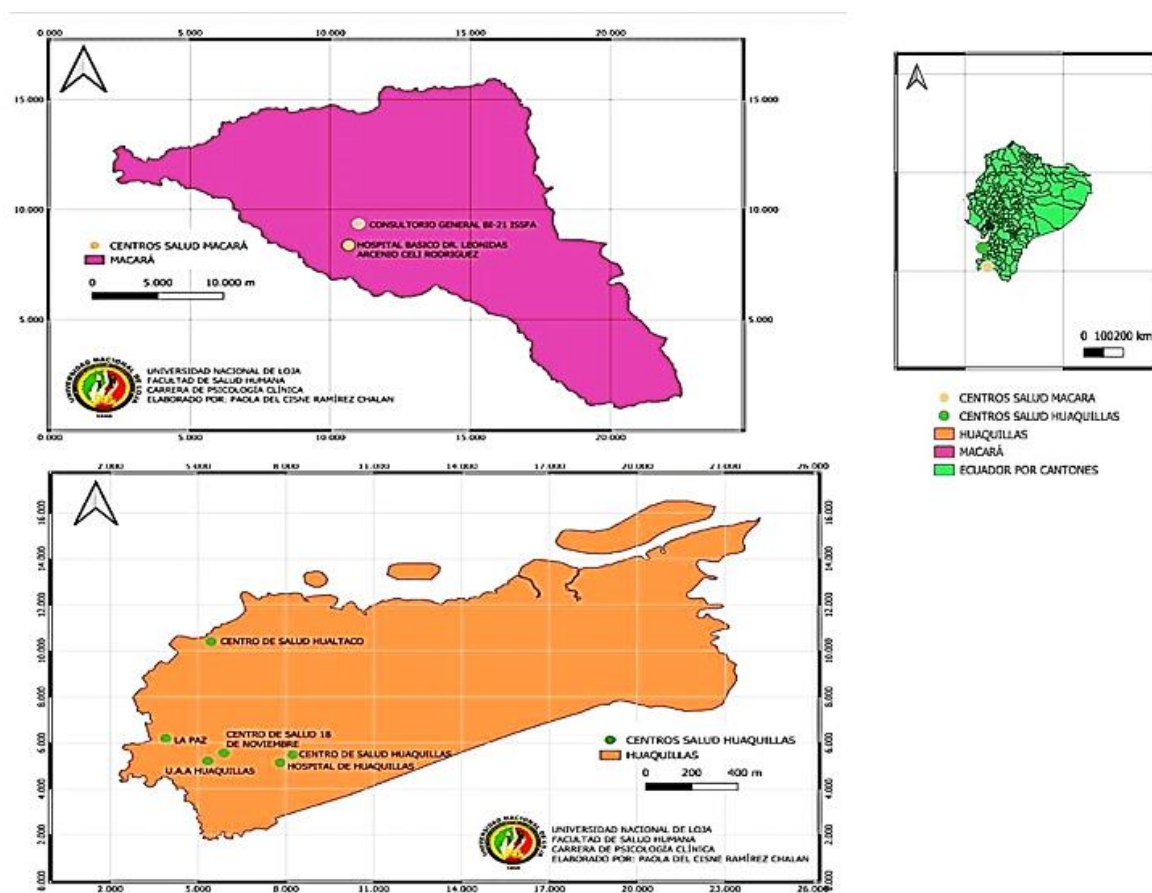 0.000 5.000 10.000 15.000 20.000
15.000 15.000
10.000 10.000
CONSULTORIO GENERAL BI-21 ISSFA
HOSPITAL BASICO DR. LEONIDAS
ARCENIO CELI RODRIGUEZ
CENTROS SALUD MACARÁ
MACARÁ
0 5.000 10.000 m
5.000 5.000
UNIVERSIDAD NACIONAL DE LOJA
UNIVERSIDAD NACIONAL DE LOJA
FACULTAD DE SALUD HUMANA
CARRERA DE PSICOLOGÍA CLÍNICA
ELABORADO POR: PAOLA DEL CISNE RAMÍREZ CHALAN
0.000 5.000 10.000 15.000 20.000
0 100200 km
CENTROS SALUD MACARA
CENTROS SALUD HUAQUILLAS
HUAQUILLAS
MACARÁ
ECUADOR POR CANTONES
2.000 5.000 8.000 11.000 14.000 17.000 20.000 23.000 26.000
16.000 16.000
14.000 14.000
12.000 12.000
10.000 10.000
8.000 8.000
6.000 6.000
4.000 4.000
2.000 2.000
CENTRO DE SALUD HUALTACO
LA PAZ
CENTRO DE SALUD 18
DE NOVIEMBRE
U.A.A HUAQUILLAS
CENTRO DE SALUD HUAQUILLAS
HOSPITAL DE HUAQUILLAS
CENTROS SALUD HUAQUILLAS
HUAQUILLAS
0 200 400 m
UNIVERSIDAD NACIONAL DE LOJA
FACULTAD DE SALUD HUMANA
CARRERA DE PSICOLOGÍA CLÍNICA
ELABORADO POR: PAOLA DEL CISNE RAMÍREZ CHALAN
2.000 5.000 8.000 11.000 14.000 17.000 20.000 23.000 26.000